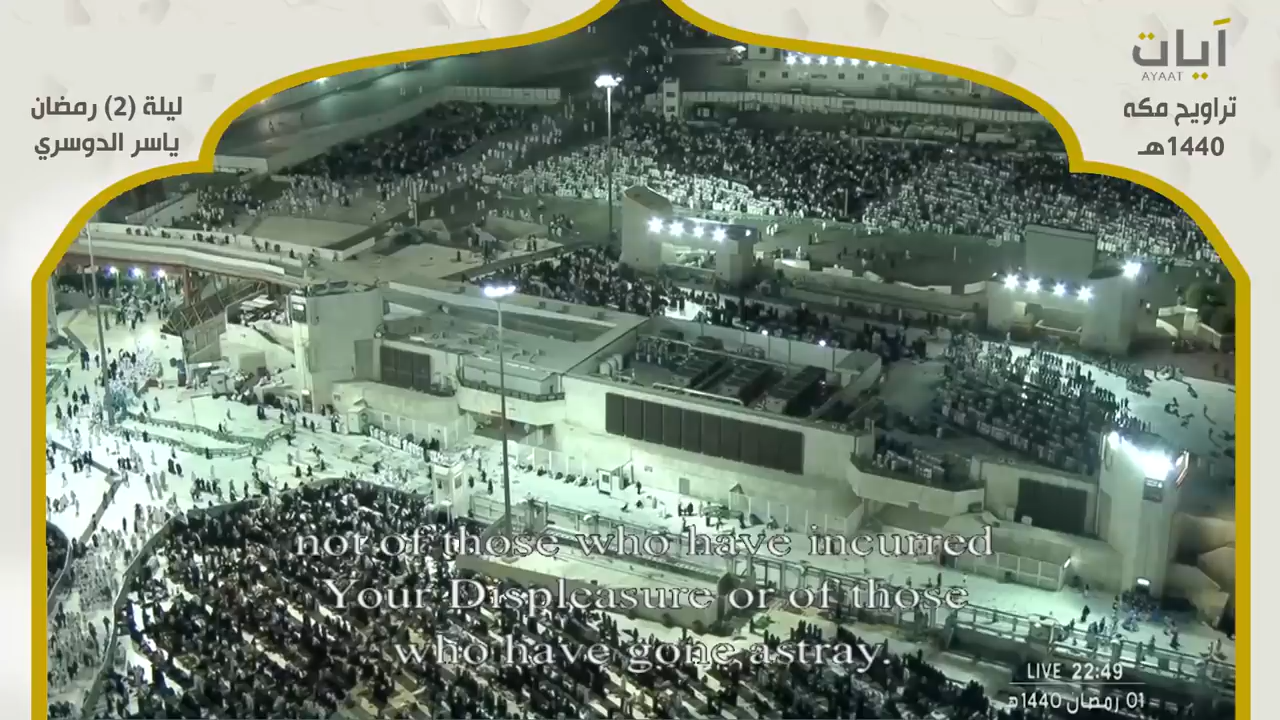 آيات
AYAAT
تراويح مكه
1440هـ
ليلة (2) رمضان
ياسر الدوسري
not of those who have incurred
Your Displeasure or of those
who have gone astray.
LIVE 22:49
01 رمضان 1440هـ